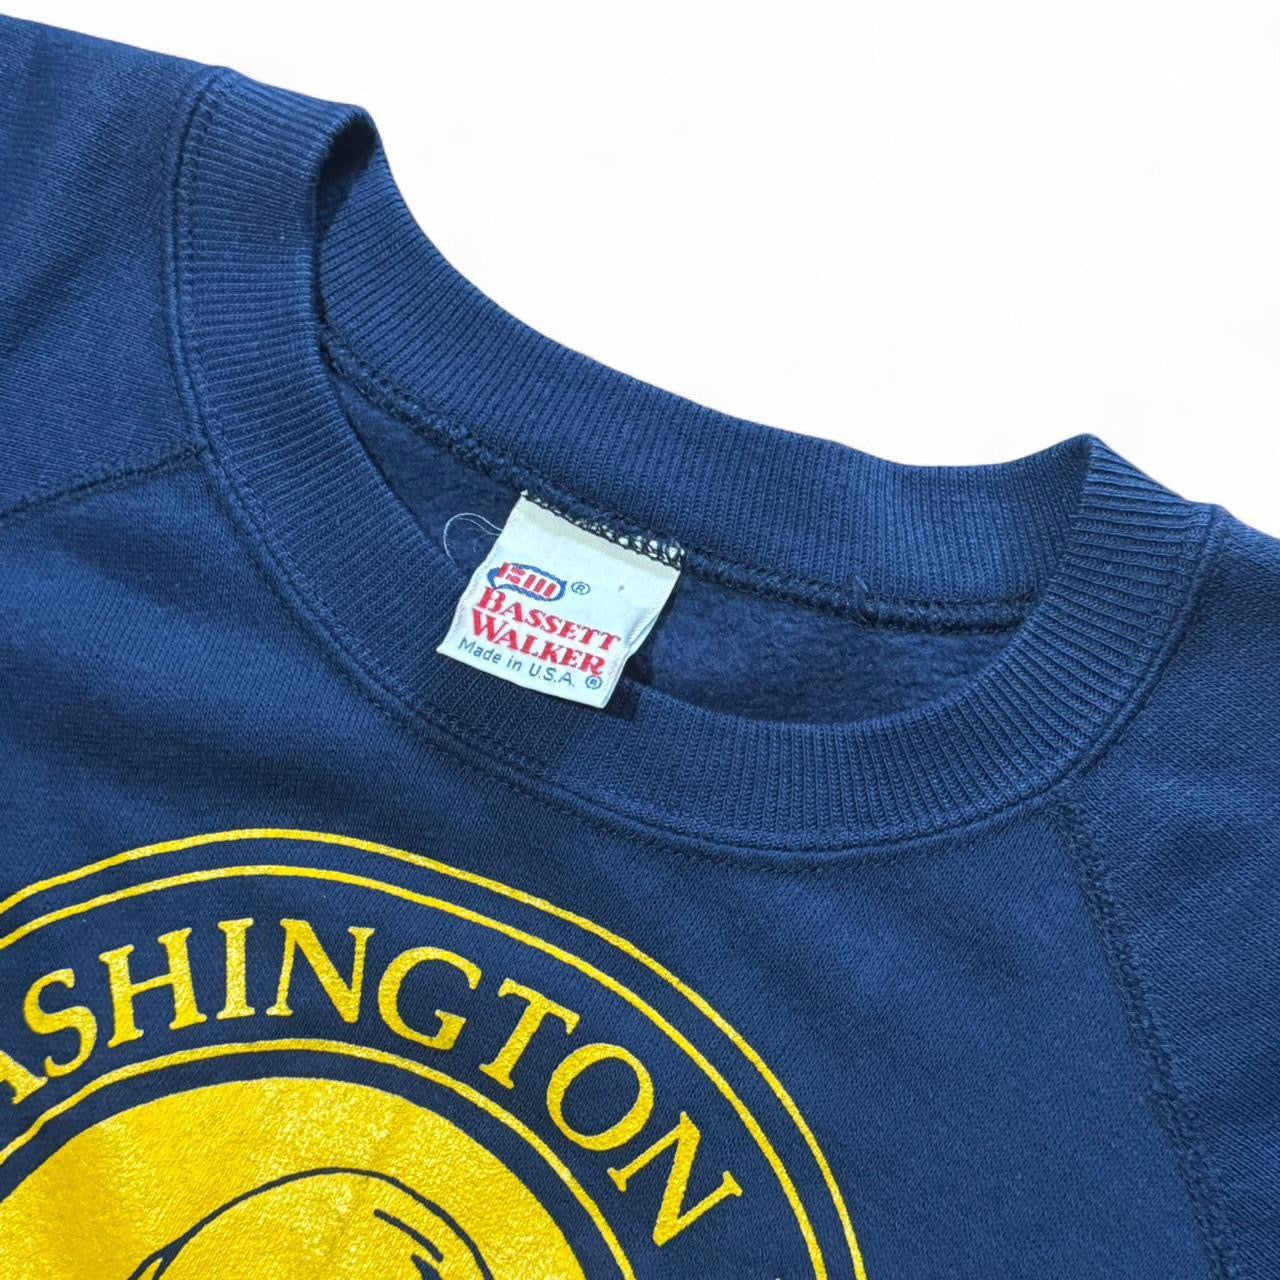 BASSETT
WALKER
Made in U.S.A.
ASHINGTON